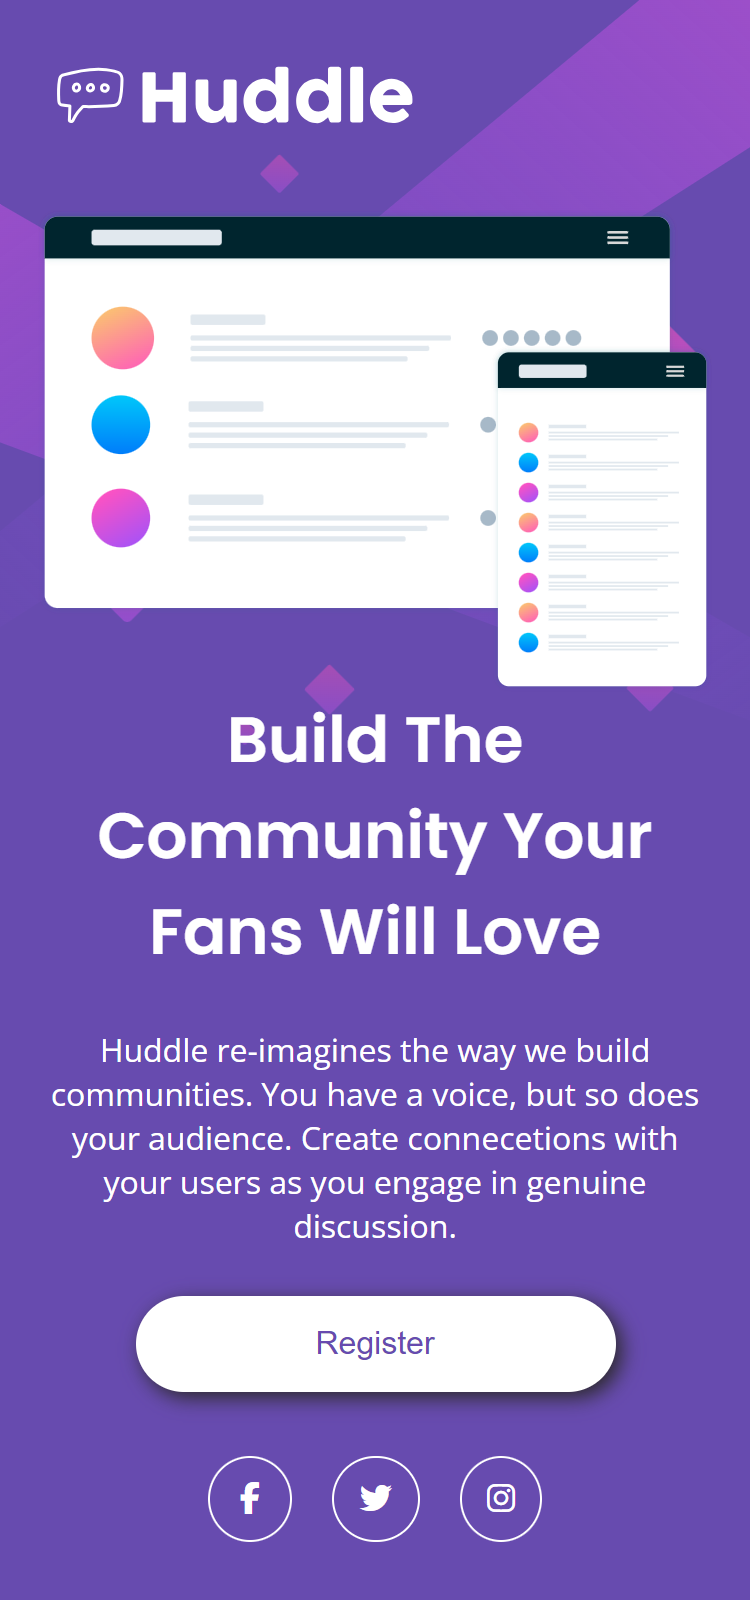 Huddle
Build The
Community Your
Fans Will Love
Huddle re-imagines the way we build
communities. You have a voice, but so does
your audience. Create connecetions with
your users as you engage in genuine
discussion.
Register